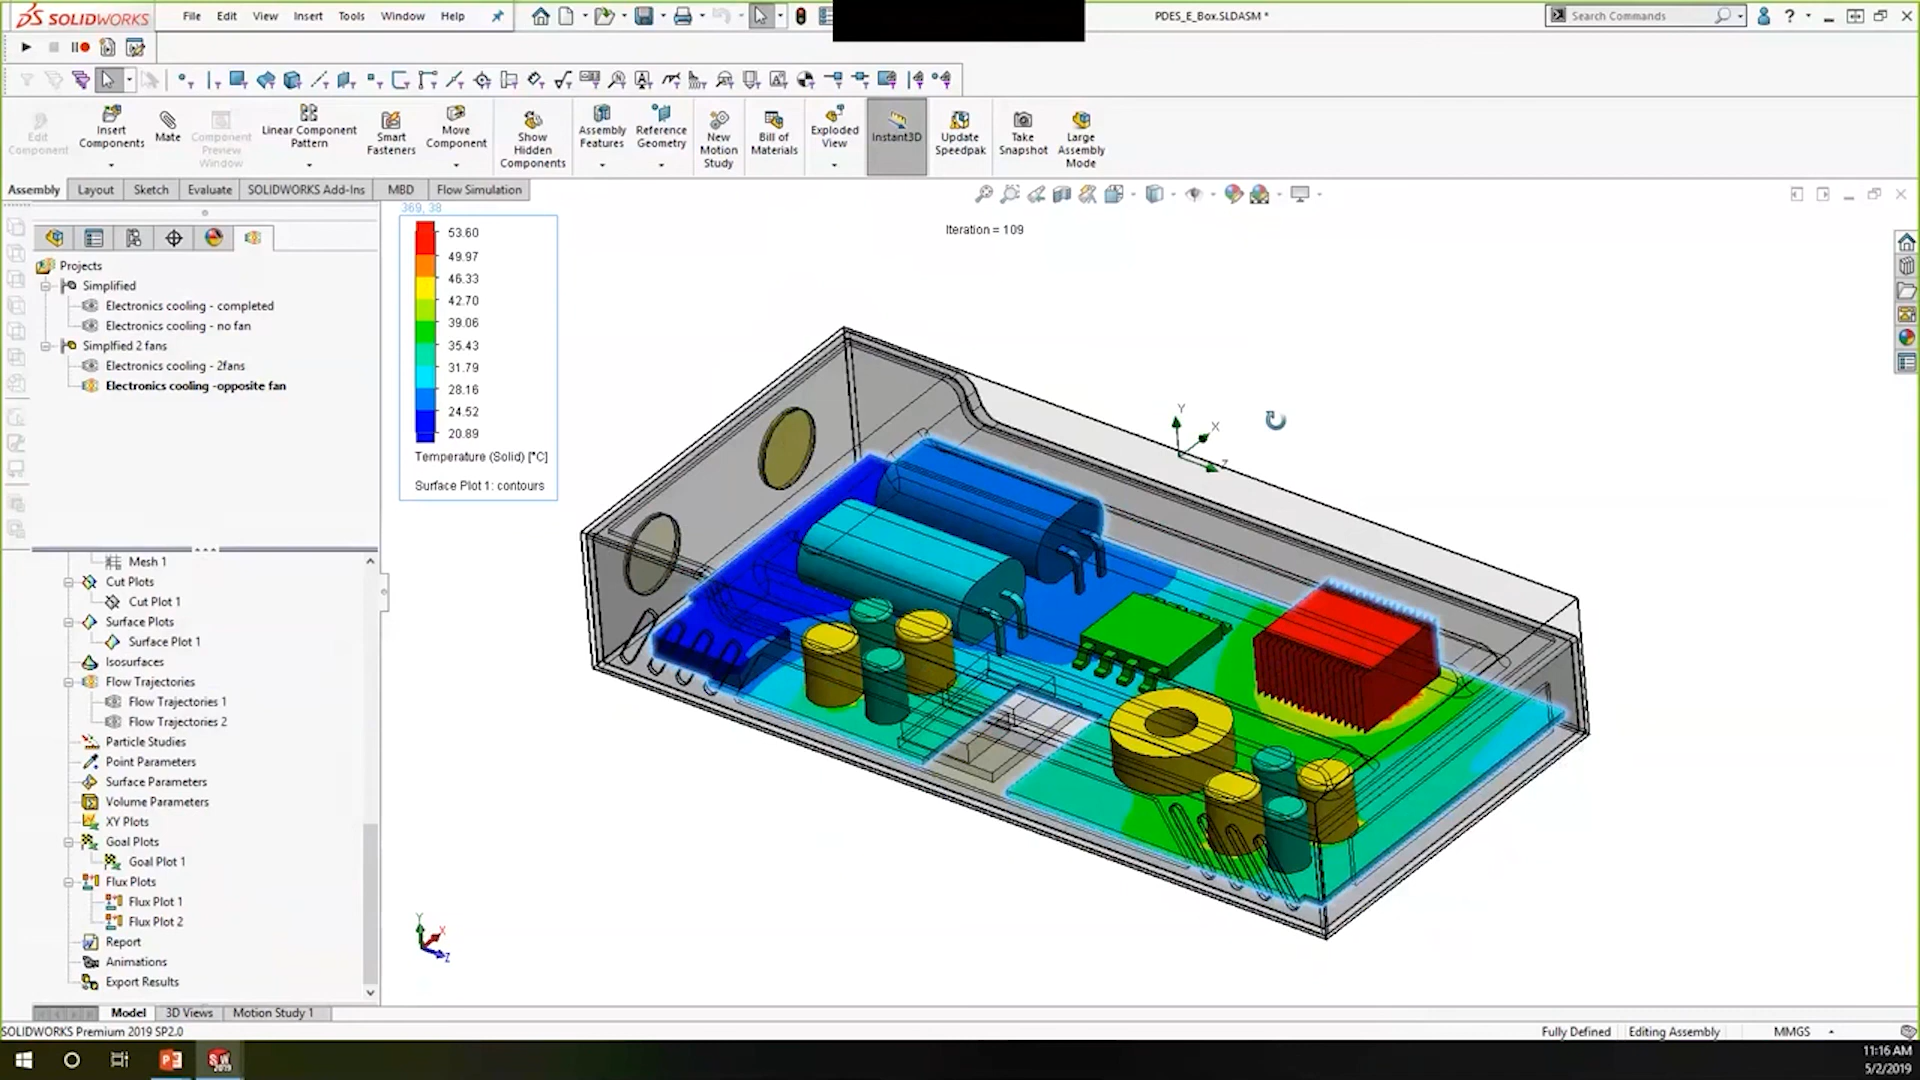 SOLIDWORKS
File Edit View Insert Tools Window Help
PDES_E_Box.SLDASM *
Search Commands
Edit Component
Insert Components
Mate
Component Preview Window
Linear Component Pattern
Smart Fasteners
Move Component
Show Hidden Components
Assembly Features
Reference Geometry
New Motion Study
Bill of Materials
Exploded View
Instant3D
Update Speedpak
Take Snapshot
Large Assembly Mode
Assembly Layout Sketch Evaluate SOLIDWORKS Add-Ins MBD Flow Simulation
369, 38
Iteration = 109
53.60
49.97
46.33
42.70
39.06
35.43
31.79
28.16
24.52
20.89
Temperature (Solid) [°C]
Surface Plot 1: contours
Projects
Simplified
Electronics cooling - completed
Electronics cooling - no fan
Simplfied 2 fans
Electronics cooling - 2fans
Electronics cooling -opposite fan
Mesh 1
Cut Plots
Cut Plot 1
Surface Plots
Surface Plot 1
Isosurfaces
Flow Trajectories
Flow Trajectories 1
Flow Trajectories 2
Particle Studies
Point Parameters
Surface Parameters
Volume Parameters
XY Plots
Goal Plots
Goal Plot 1
Flux Plots
Flux Plot 1
Flux Plot 2
Report
Animations
Export Results
Y
X
Z
Y
X
Z
Model 3D Views Motion Study 1
SOLIDWORKS Premium 2019 SP2.0
Fully Defined Editing Assembly MMGS
11:16 AM
5/2/2019